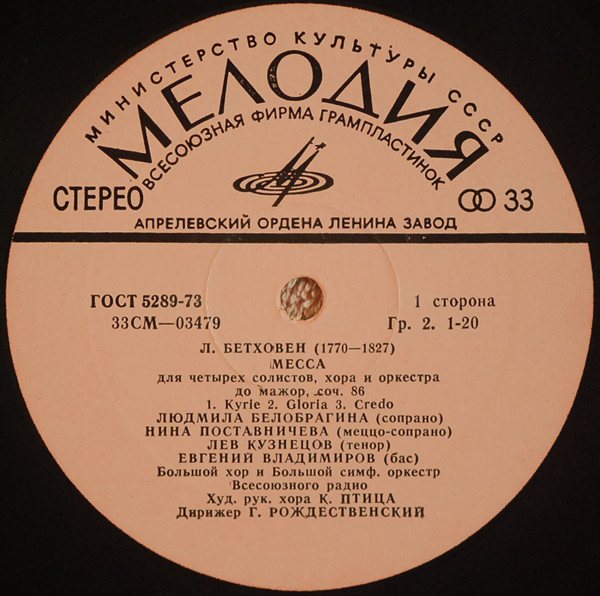 МИНИСТЕРСТВО КУЛЬТУРЫ СССР
МЕЛОДИЯ
ВСЕСОЮЗНАЯ ФИРМА ГРАМПЛАСТИНОК
СТЕРЕО 33
АПРЕЛЕВСКИЙ ОРДЕНА ЛЕНИНА ЗАВОД
ГОСТ 5289-73 1 сторона
33СМ—03479 Гр. 2. 1-20
Л. БЕТХОВЕН (1770—1827)
МЕССА
для четырех солистов, хора и оркестра
до мажор, соч. 86
1. Kyrie 2. Gloria 3. Credo
ЛЮДМИЛА БЕЛОБРАГИНА (сопрано)
НИНА ПОСТАВНИЧЕВА (меццо-сопрано)
ЛЕВ КУЗНЕЦОВ (тенор)
ЕВГЕНИЙ ВЛАДИМИРОВ (бас)
Большой хор и Большой симф. оркестр
Всесоюзного радио
Худ. рук. хора К. ПТИЦА
Дирижер Г. РОЖДЕСТВЕНСКИЙ